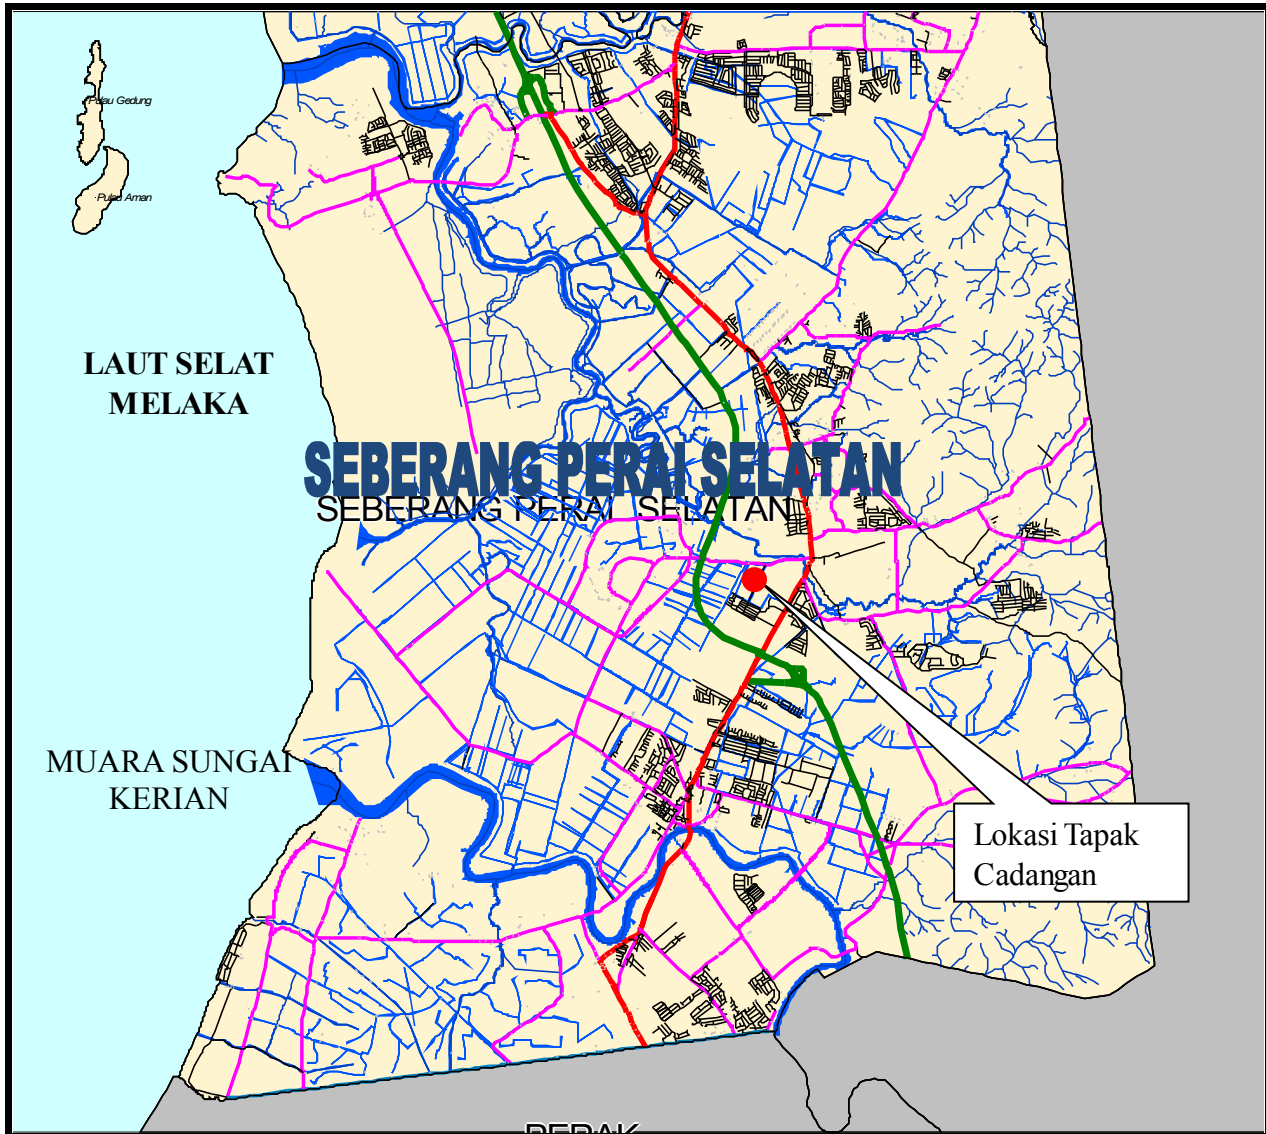 Pulau Gedung
Pulau Aman
LAUT SELAT
MELAKA
SEBERANG PERAI SELATAN
SEBERANG PERAI SELATAN
MUARA SUNGAI
KERIAN
Lokasi Tapak
Cadangan
PERAK